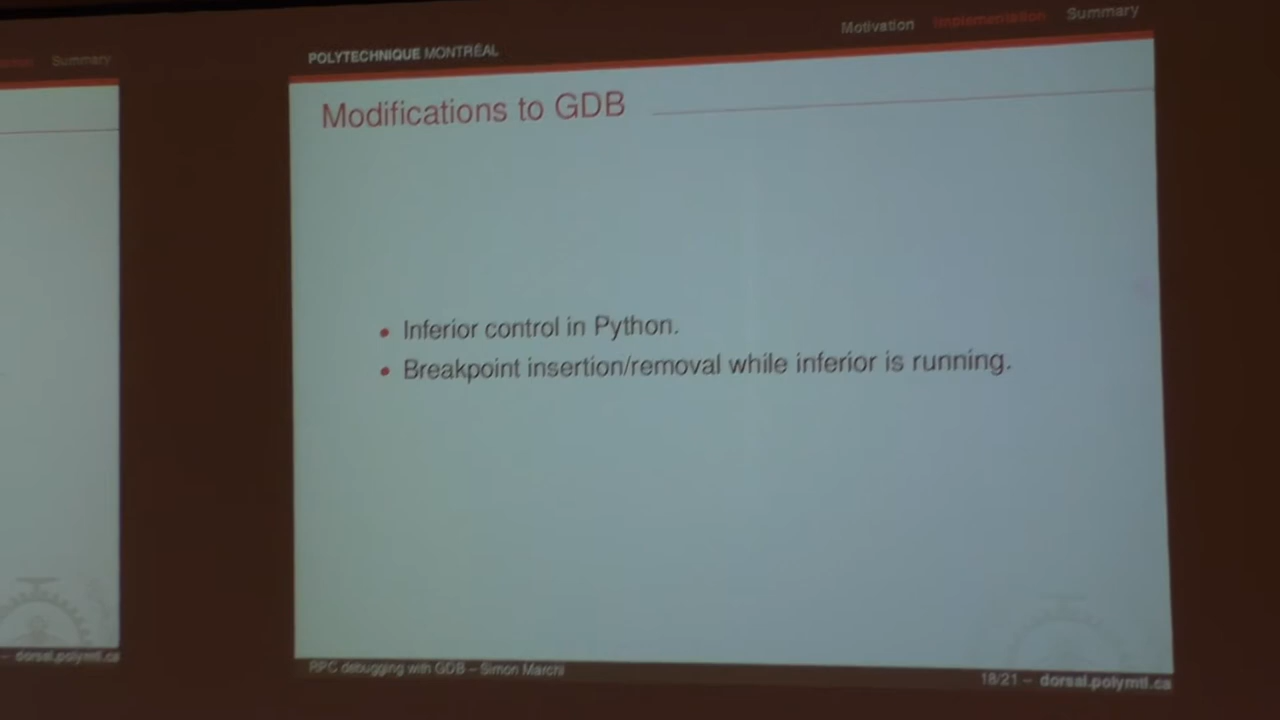 Summary
– dorsal.polymtl.ca
POLYTECHNIQUE MONTRÉAL
Motivation Implementation Summary
Modifications to GDB
• Inferior control in Python.
• Breakpoint insertion/removal while inferior is running.
RPC debugging with GDB – Simon Marchi
18/21 – dorsal.polymtl.ca